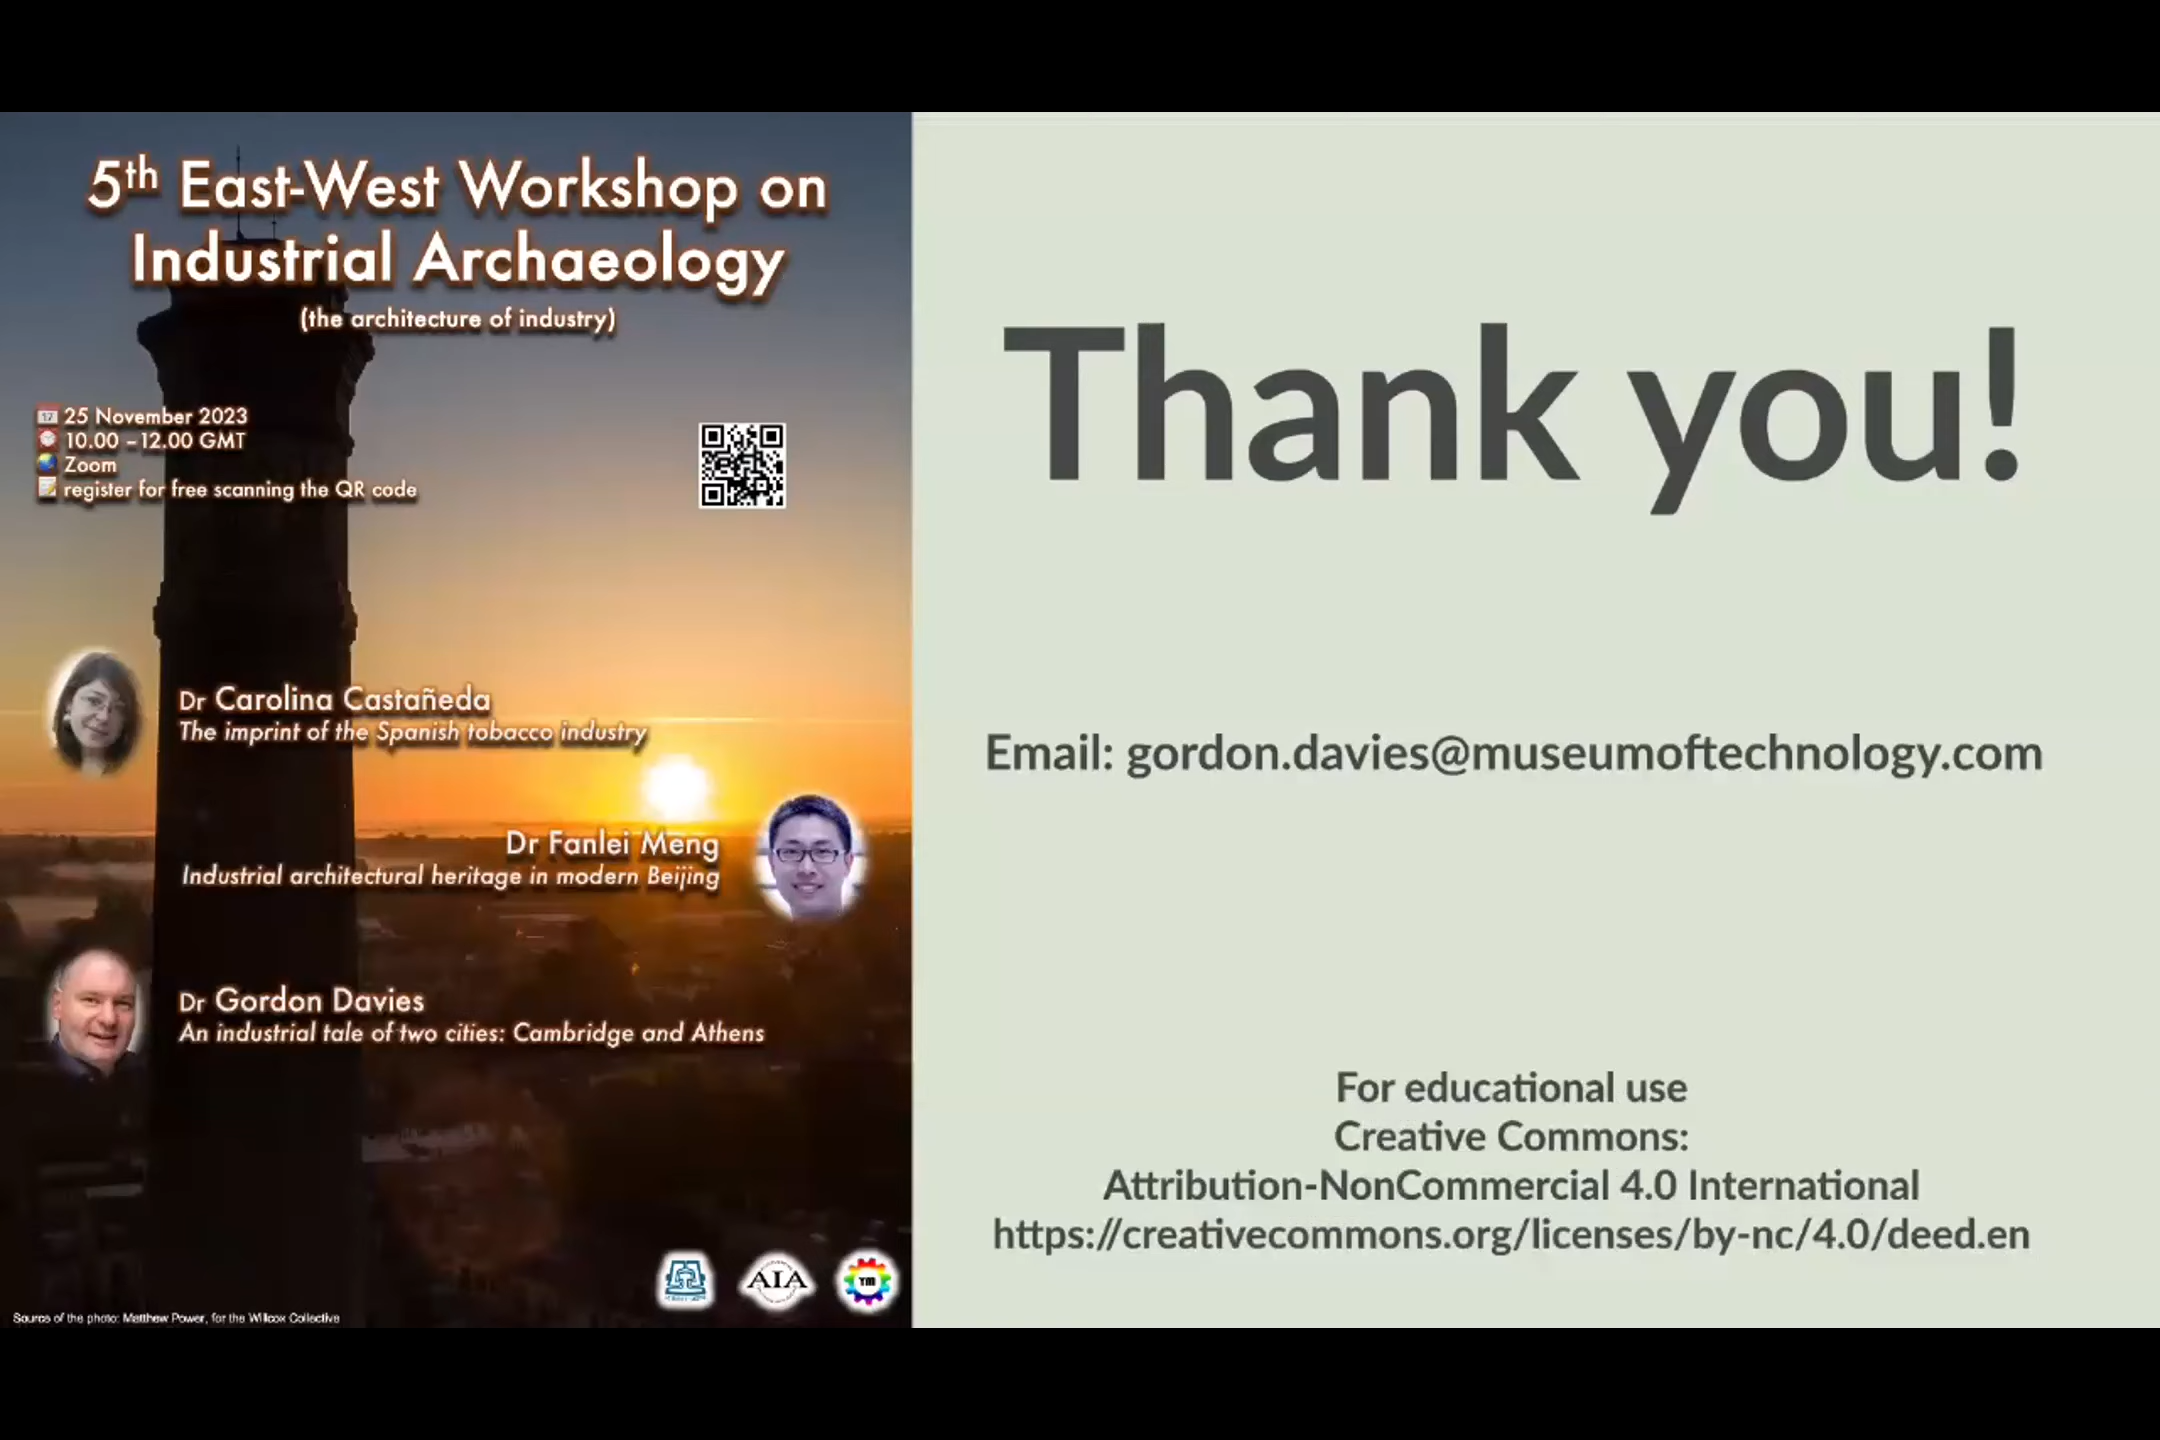 5th East-West Workshop on
Industrial Archaeology
(the architecture of industry)
25 November 2023
10.00 – 12.00 GMT
Zoom
register for free scanning the QR code
Dr Carolina Castañeda
The imprint of the Spanish tobacco industry
Dr Fanlei Meng
Industrial architectural heritage in modern Beijing
Dr Gordon Davies
An industrial tale of two cities: Cambridge and Athens
AIA
YM
Source of the photo: Matthew Power, for the Willcox Collective
Thank you!
Email: gordon.davies@museumoftechnology.com
For educational use
Creative Commons:
Attribution-NonCommercial 4.0 International
https://creativecommons.org/licenses/by-nc/4.0/deed.en